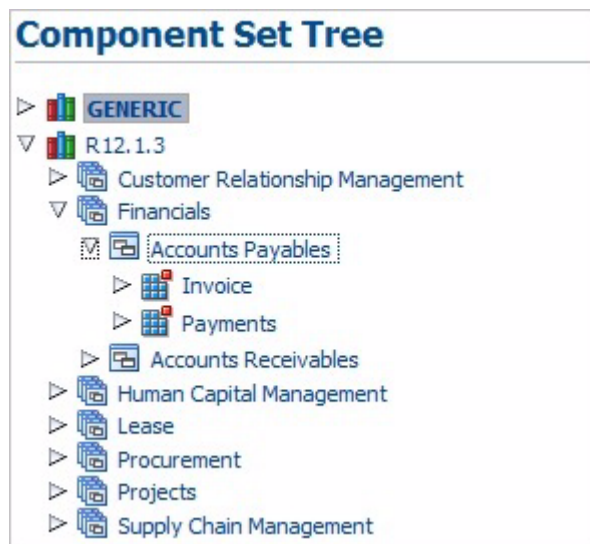 Component Set Tree
GENERIC
R12.1.3
Customer Relationship Management
Financials
Accounts Payables
Invoice
Payments
Accounts Receivables
Human Capital Management
Lease
Procurement
Projects
Supply Chain Management